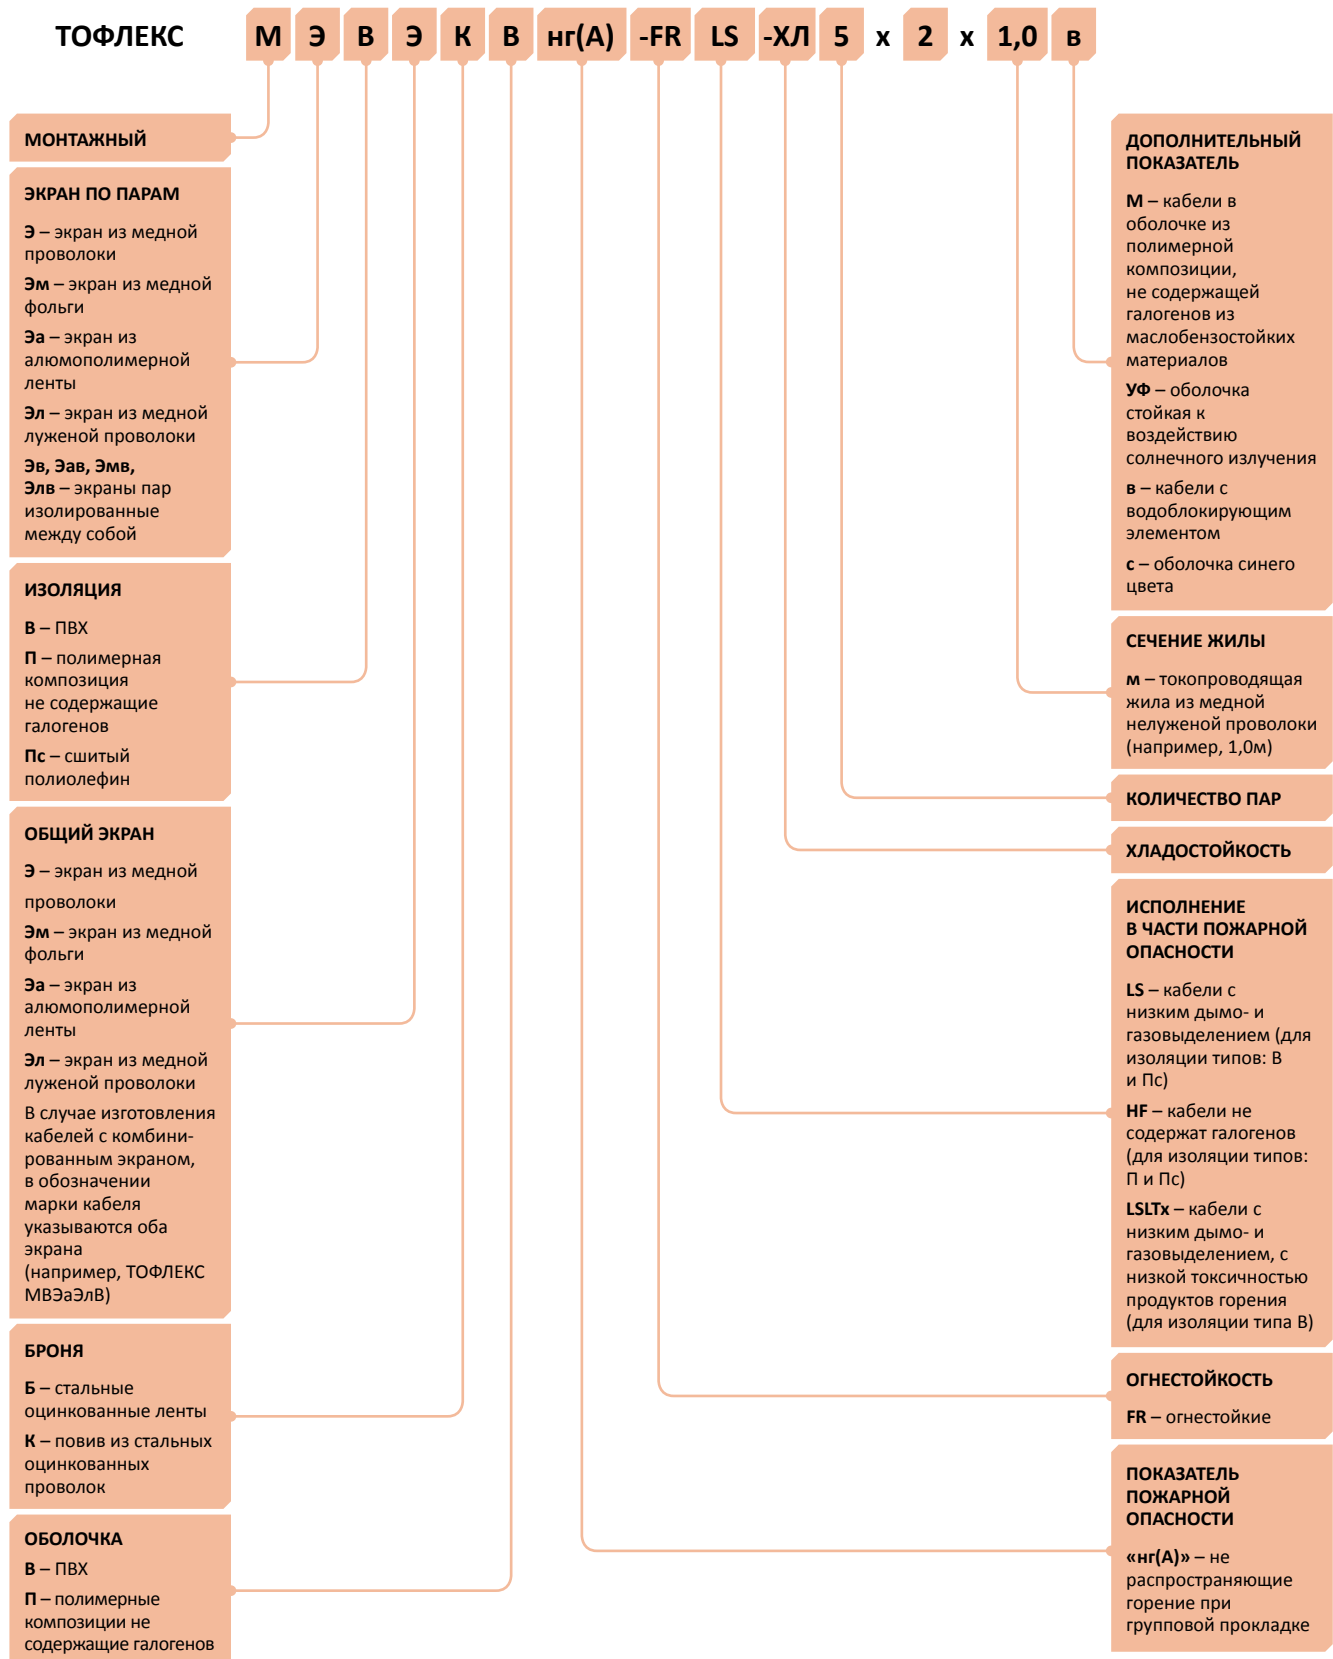 ТОФЛЕКС М Э В Э К В нг(А) -FR LS -ХЛ 5 х 2 х 1,0 в
МОНТАЖНЫЙ
ЭКРАН ПО ПАРАМ
Э – экран из медной
проволоки
Эм – экран из медной
фольги
Эа – экран из
алюмополимерной
ленты
Эл – экран из медной
луженой проволоки
Эв, Эав, Эмв,
Элв – экраны пар
изолированные
между собой
ИЗОЛЯЦИЯ
В – ПВХ
П – полимерная
композиция
не содержащие
галогенов
Пс – сшитый
полиолефин
ОБЩИЙ ЭКРАН
Э – экран из медной
проволоки
Эм – экран из медной
фольги
Эа – экран из
алюмополимерной
ленты
Эл – экран из медной
луженой проволоки
В случае изготовления
кабелей с комбини-
рованным экраном,
в обозначении
марки кабеля
указываются оба
экрана
(например, ТОФЛЕКС
МВЭаЭлВ)
БРОНЯ
Б – стальные
оцинкованные ленты
К – повив из стальных
оцинкованных
проволок
ОБОЛОЧКА
В – ПВХ
П – полимерные
композиции не
содержащие галогенов
ДОПОЛНИТЕЛЬНЫЙ
ПОКАЗАТЕЛЬ
М – кабели в
оболочке из
полимерной
композиции,
не содержащей
галогенов из
маслобензостойких
материалов
УФ – оболочка
стойкая к
воздействию
солнечного излучения
в – кабели с
водоблокирующим
элементом
с – оболочка синего
цвета
СЕЧЕНИЕ ЖИЛЫ
м – токопроводящая
жила из медной
нелуженой проволоки
(например, 1,0м)
КОЛИЧЕСТВО ПАР
ХЛАДОСТОЙКОСТЬ
ИСПОЛНЕНИЕ
В ЧАСТИ ПОЖАРНОЙ
ОПАСНОСТИ
LS – кабели с
низким дымо- и
газовыделением (для
изоляции типов: В
и Пс)
HF – кабели не
содержат галогенов
(для изоляции типов:
П и Пс)
LSLTx – кабели с
низким дымо- и
газовыделением, с
низкой токсичностью
продуктов горения
(для изоляции типа В)
ОГНЕСТОЙКОСТЬ
FR – огнестойкие
ПОКАЗАТЕЛЬ
ПОЖАРНОЙ
ОПАСНОСТИ
«нг(А)» – не
распространяющие
горение при
групповой прокладке